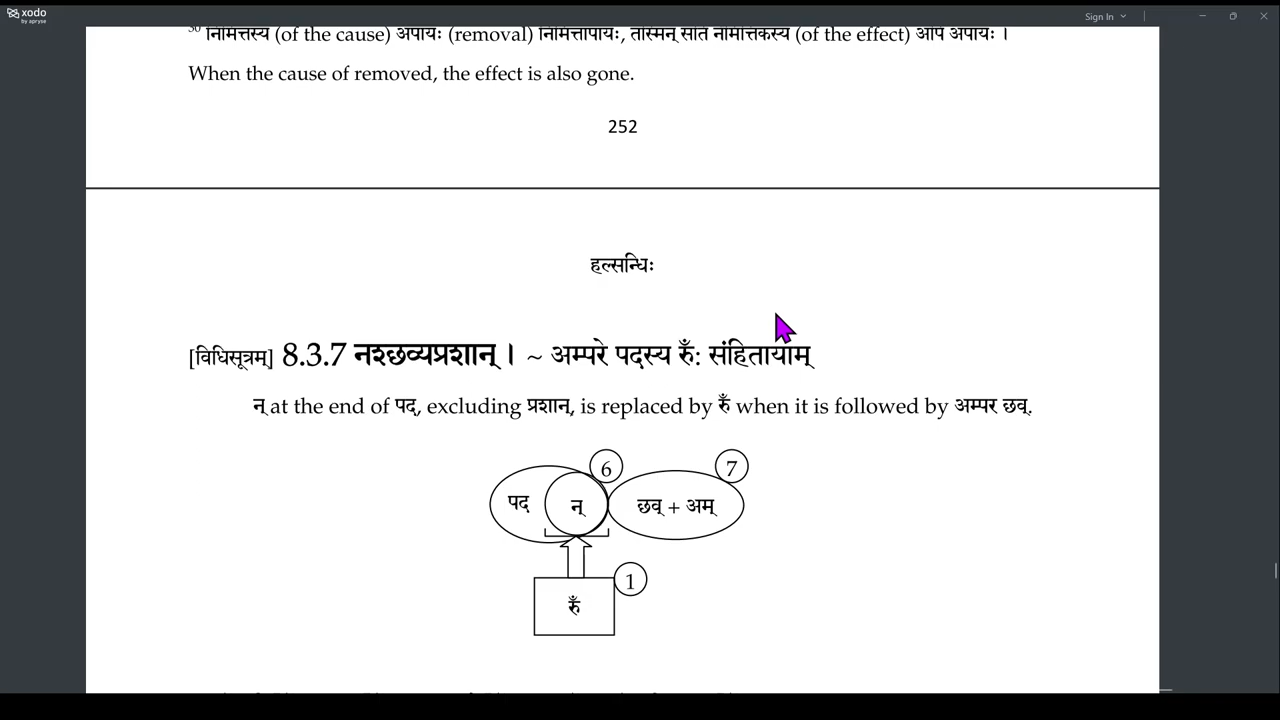 xodo
by apryse
Sign In
30 निमित्तस्य (of the cause) अपायः (removal) निमित्तापायः, तस्मिन् सति नैमित्तिकस्य (of the effect) अपि अपायः ।
When the cause of removed, the effect is also gone.
252
हल्सन्धिः
[विधिसूत्रम्] 8.3.7 नश्छव्यप्रशान् । ~ अम्परे पदस्य रुँः संहितायाम्
न् at the end of पद, excluding प्रशान्, is replaced by रुँ when it is followed by अम्पर छव्.
6 7
पद न् छव् + अम्
1
रुँ